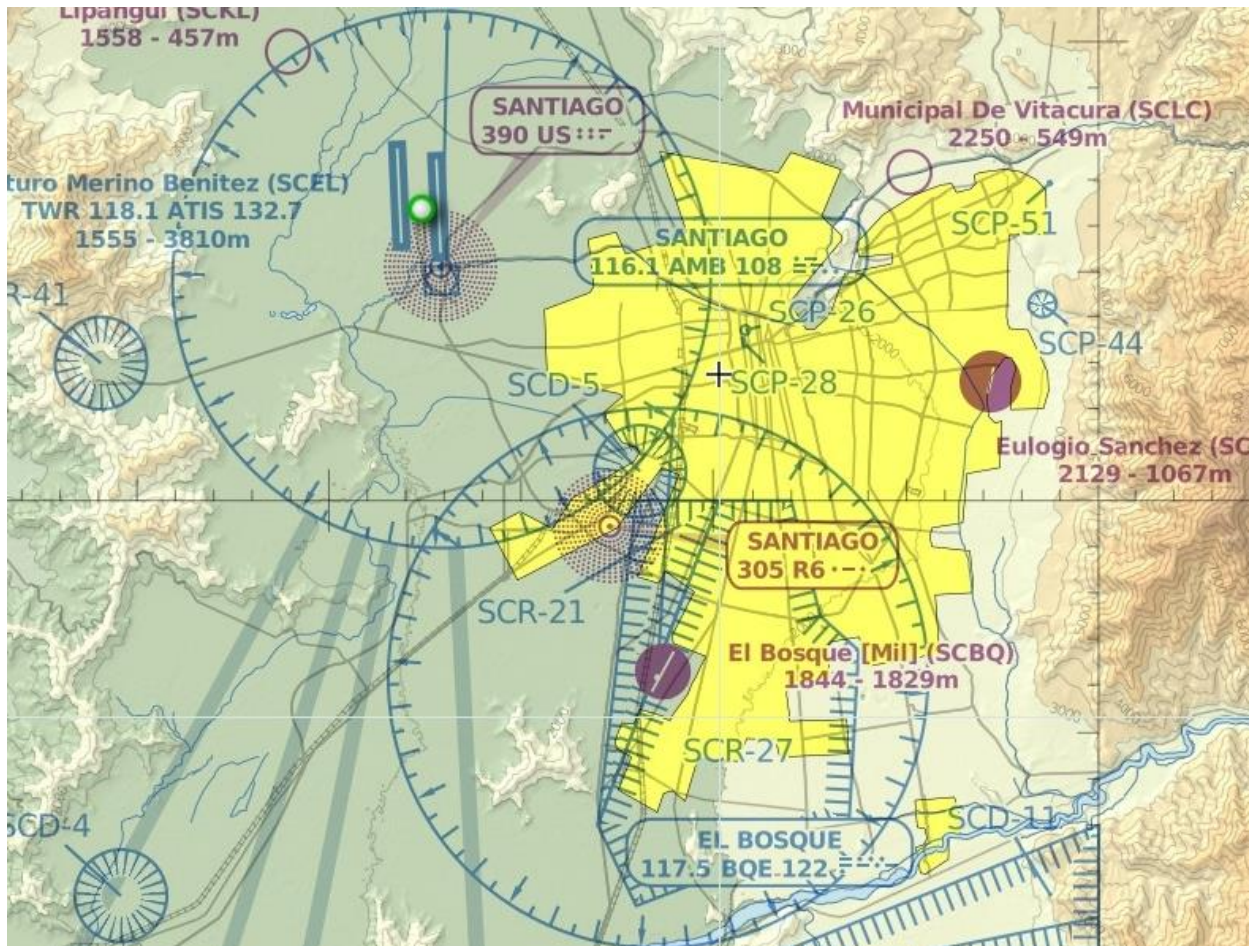 Lipangui (SCKL)
1558 - 457m
SANTIAGO
390 US
Municipal De Vitacura (SCLC)
2250 - 549m
turo Merino Benitez (SCEL)
TWR 118.1 ATIS 132.7
1555 - 3810m
SCP-51
SANTIAGO
116.1 AMB 108
R-41
SCP-26
2000
SCP-44
SCD-5
SCP-28
Eulogio Sanchez (SC
2129 - 1067m
SANTIAGO
305 R6
SCR-21
El Bosque [Mil] (SCBQ)
1844 - 1829m
3000
SCR-27
SCD-4
SCD-11
EL BOSQUE
117.5 BQE 122